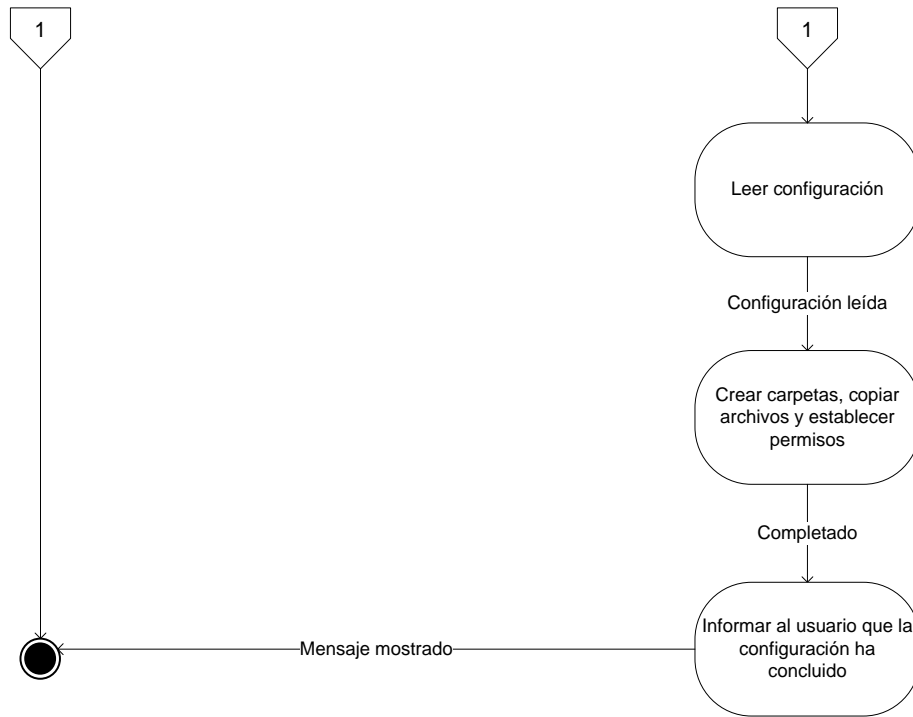 1
1
Leer configuración
Configuración leída
Crear carpetas, copiar
archivos y establecer
permisos
Completado
Informar al usuario que la
configuración ha
concluido
Mensaje mostrado